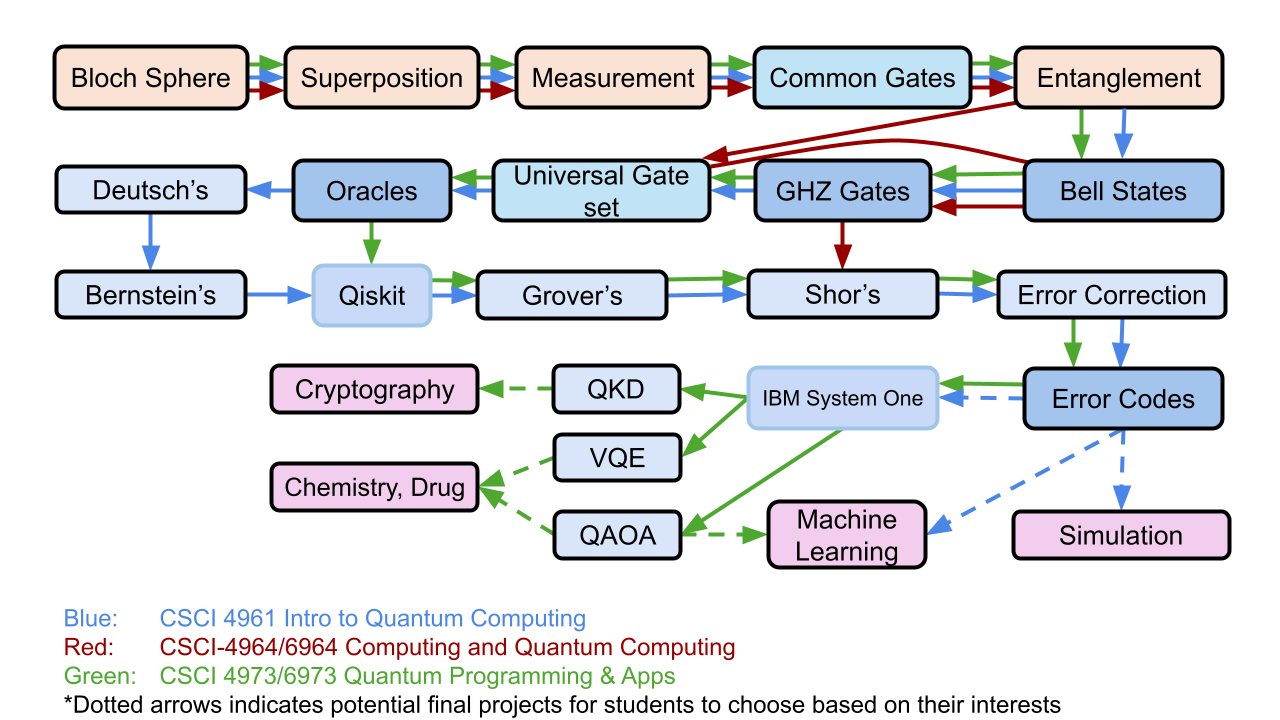 Bloch Sphere
Superposition
Measurement
Common Gates
Entanglement
Deutsch's
Oracles
Universal Gate
set
GHZ Gates
Bell States
Bernstein's
Qiskit
Grover's
Shor's
Error Correction
Cryptography
QKD
IBM System One
Error Codes
VQE
Chemistry, Drug
QAOA
Machine
Learning
Simulation
Blue: CSCI 4961 Intro to Quantum Computing
Red: CSCI-4964/6964 Computing and Quantum Computing
Green: CSCI 4973/6973 Quantum Programming & Apps
*Dotted arrows indicates potential final projects for students to choose based on their interests